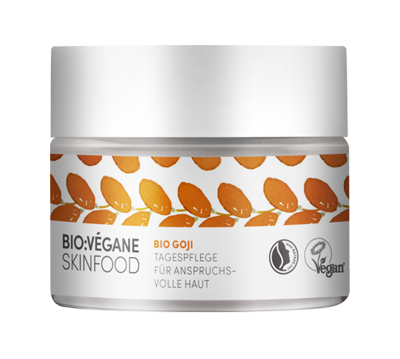 BIO:VÉGANE
SKINFOOD
BIO GOJI
TAGESPFLEGE
FÜR ANSPRUCHS-
VOLLE HAUT
Vegan